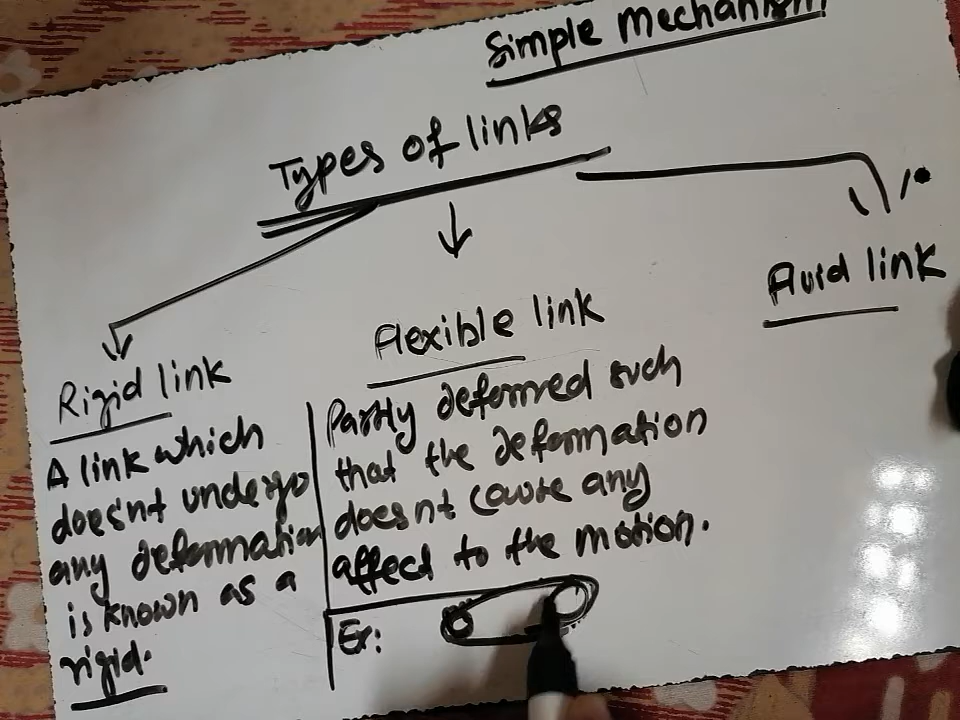 Simple Mechanism
Types of links
Rigid link
A link which
doesn't undergo
any deformation
is known as a
rigid.
Flexible link
Partly deformed such
that the deformation
doesnt cause any
affect to the motion.
Ex:
Fluid link